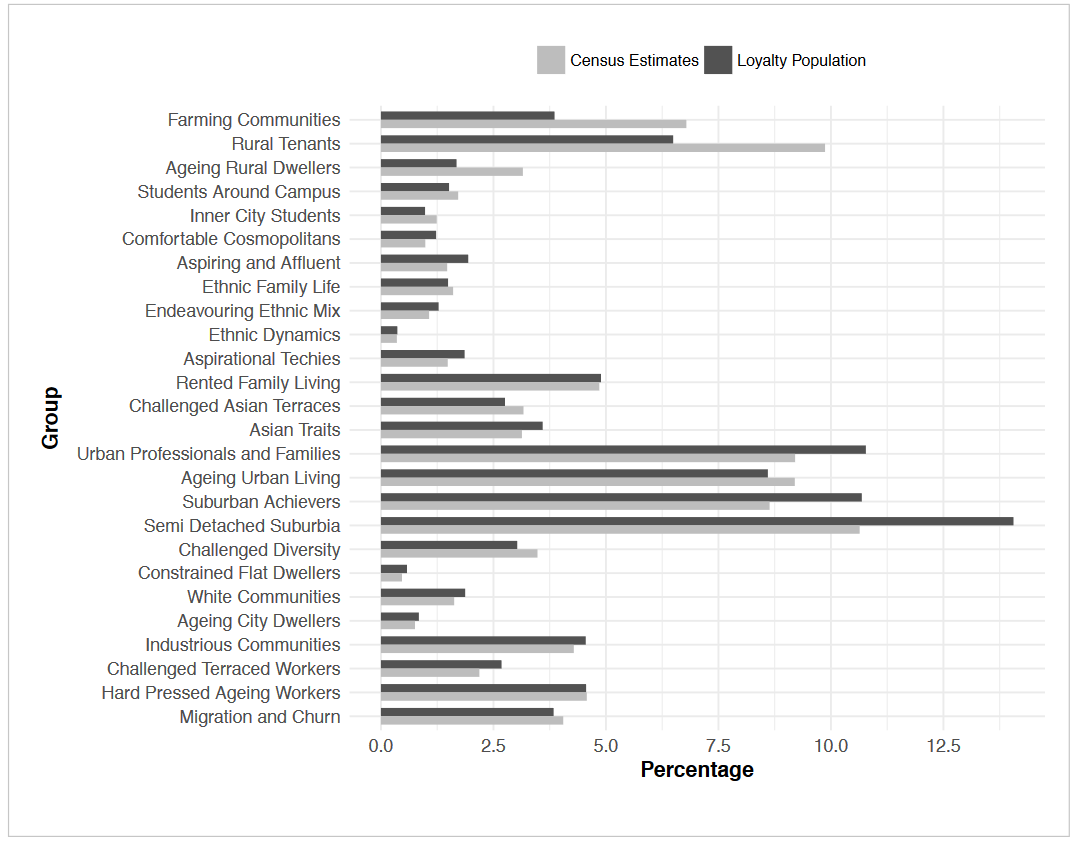 Census Estimates Loyalty Population
Farming Communities
Rural Tenants
Ageing Rural Dwellers
Students Around Campus
Inner City Students
Comfortable Cosmopolitans
Aspiring and Affluent
Ethnic Family Life
Endeavouring Ethnic Mix
Ethnic Dynamics
Aspirational Techies
Rented Family Living
Challenged Asian Terraces
Asian Traits
Urban Professionals and Families
Ageing Urban Living
Suburban Achievers
Semi Detached Suburbia
Challenged Diversity
Constrained Flat Dwellers
White Communities
Ageing City Dwellers
Industrious Communities
Challenged Terraced Workers
Hard Pressed Ageing Workers
Migration and Churn
Group
0.0 2.5 5.0 7.5 10.0 12.5
Percentage